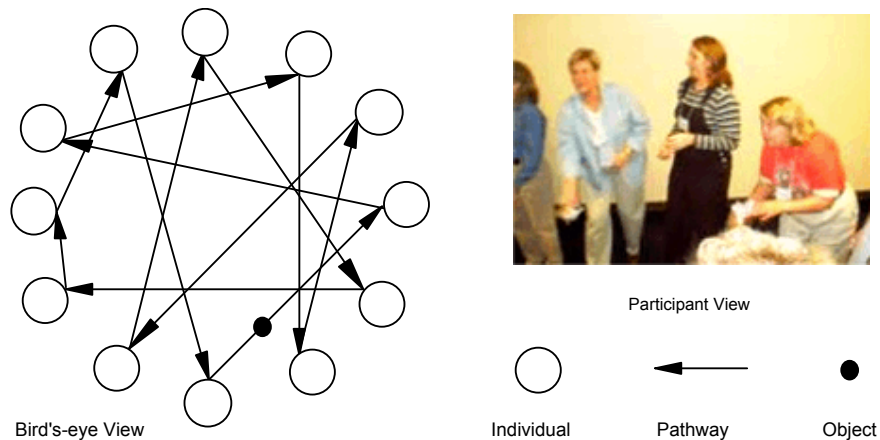 Participant View
Bird's-eye View
Individual
Pathway
Object